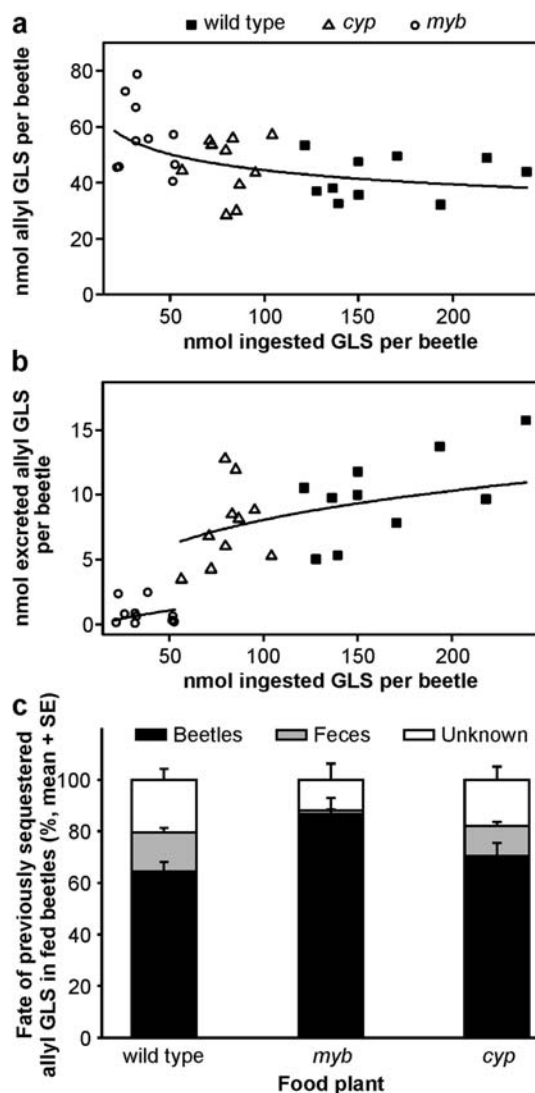 a
■ wild type △ cyp ○ myb
nmol allyl GLS per beetle
80
60
40
20
0
50 100 150 200
nmol ingested GLS per beetle
b
nmol excreted allyl GLS
per beetle
15
10
5
0
50 100 150 200
nmol ingested GLS per beetle
c
Beetles Feces Unknown
Fate of previously sequestered
allyl GLS in fed beetles (%, mean + SE)
100
80
60
40
20
0
wild type myb cyp
Food plant